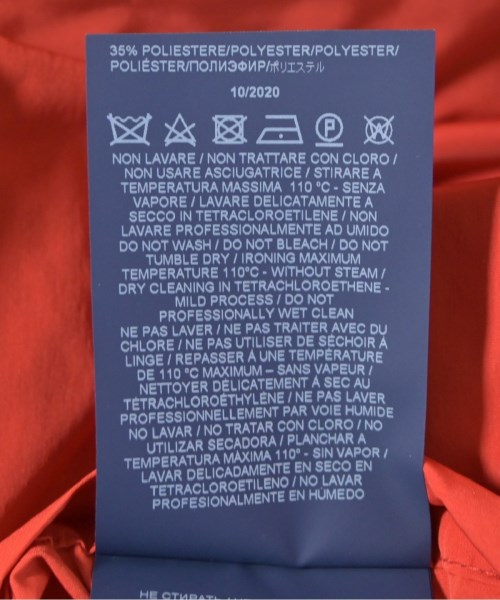 35% POLIESTERE/POLYESTER/POLYESTER/
POLIÉSTER/ПОЛИЭФИР/ポリエステル
10/2020
P
NON LAVARE / NON TRATTARE CON CLORO /
NON USARE ASCIUGATRICE / STIRARE A
TEMPERATURA MASSIMA 110 °C - SENZA
VAPORE / LAVARE DELICATAMENTE A
SECCO IN TETRACLOROETILENE / NON
LAVARE PROFESSIONALMENTE AD UMIDO
DO NOT WASH / DO NOT BLEACH / DO NOT
TUMBLE DRY / IRONING MAXIMUM
TEMPERATURE 110°C - WITHOUT STEAM /
DRY CLEANING IN TETRACHLOROETHENE -
MILD PROCESS / DO NOT
PROFESSIONALLY WET CLEAN
NE PAS LAVER / NE PAS TRAITER AVEC DU
CHLORE / NE PAS UTILISER DE SÉCHOIR À
LINGE / REPASSER À UNE TEMPÉRATURE
DE 110 °C MAXIMUM – SANS VAPEUR /
NETTOYER DÉLICATEMENT À SEC AU
TÉTRACHLOROÉTHYLÈNE / NE PAS LAVER
PROFESSIONNELLEMENT PAR VOIE HUMIDE
NO LAVAR / NO TRATAR CON CLORO / NO
UTILIZAR SECADORA / PLANCHAR A
TEMPERATURA MÁXIMA 110° - SIN VAPOR /
LAVAR DELICADAMENTE EN SECO EN
TETRACLOROETILENO / NO LAVAR
PROFESIONALMENTE EN HÚMEDO
НЕ СТИРАТЬ